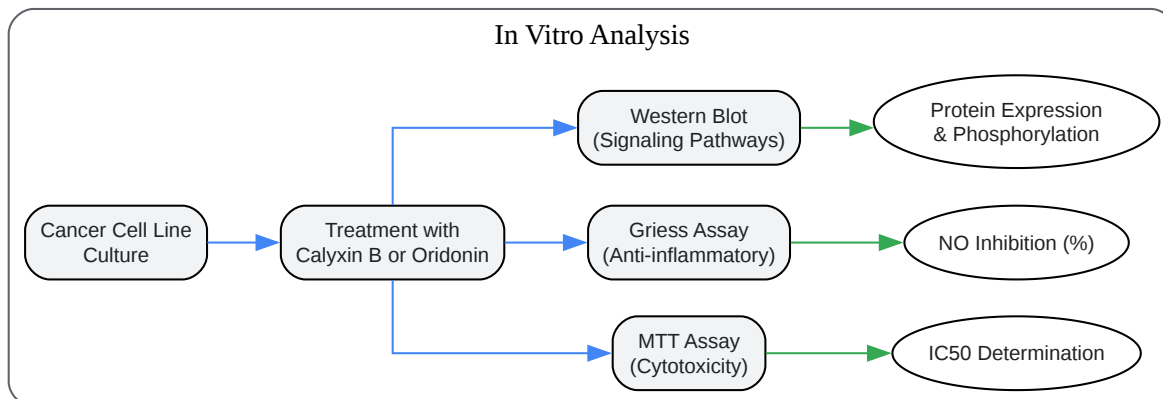 In Vitro Analysis
Western Blot
(Signaling Pathways)
Protein Expression
& Phosphorylation
Cancer Cell Line
Culture
Treatment with
Calyxin B or Oridonin
Griess Assay
(Anti-inflammatory)
NO Inhibition (%)
MTT Assay
(Cytotoxicity)
IC50 Determination